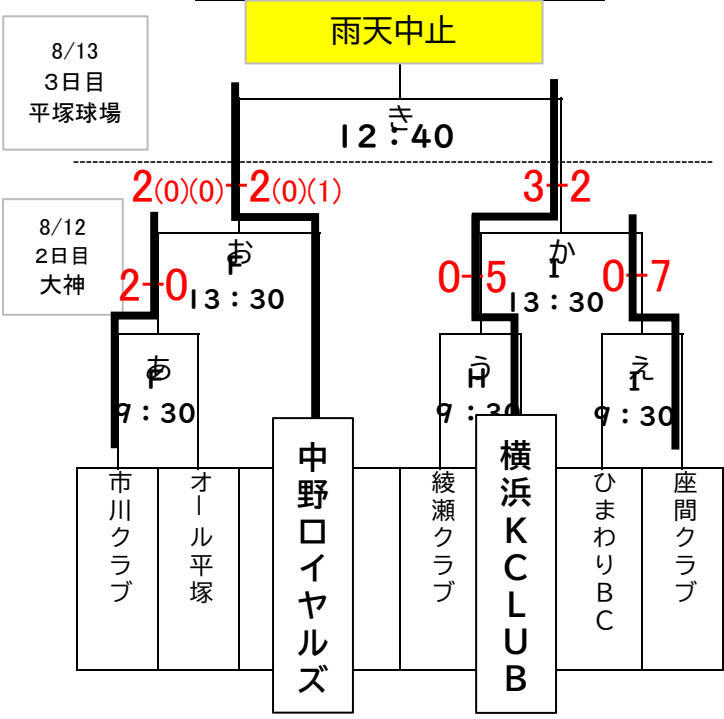 雨天中止
8/13
3日目
平塚球場
き
12：40
2(0)(0)-2(0)(1)
3-2
8/12
2日目
大神
お
F
13：30
か
I
13：30
2-0
0-5
0-7
あ
F
9：30
う
H
9：30
え
I
9：30
市川クラブ
オール平塚
中野ロイヤルズ
綾瀬クラブ
横浜KCLUB
ひまわりBC
座間クラブ